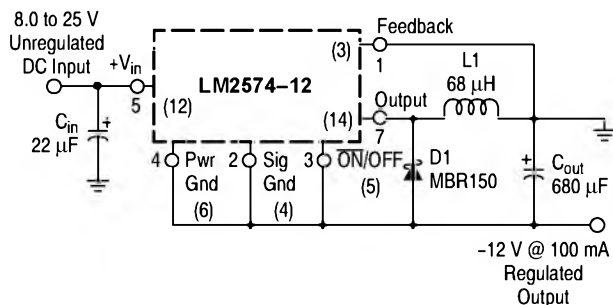 8.0 to 25 V
Unregulated
DC Input
+Vin
5
(12)
Cin
22 µF
+
LM2574–12
(3)
Feedback
1
(14)
Output
7
L1
68 µH
4
Pwr
Gnd
(6)
2
Sig
Gnd
(4)
3
ON/OFF
(5)
D1
MBR150
+
Cout
680 µF
–12 V @ 100 mA
Regulated
Output